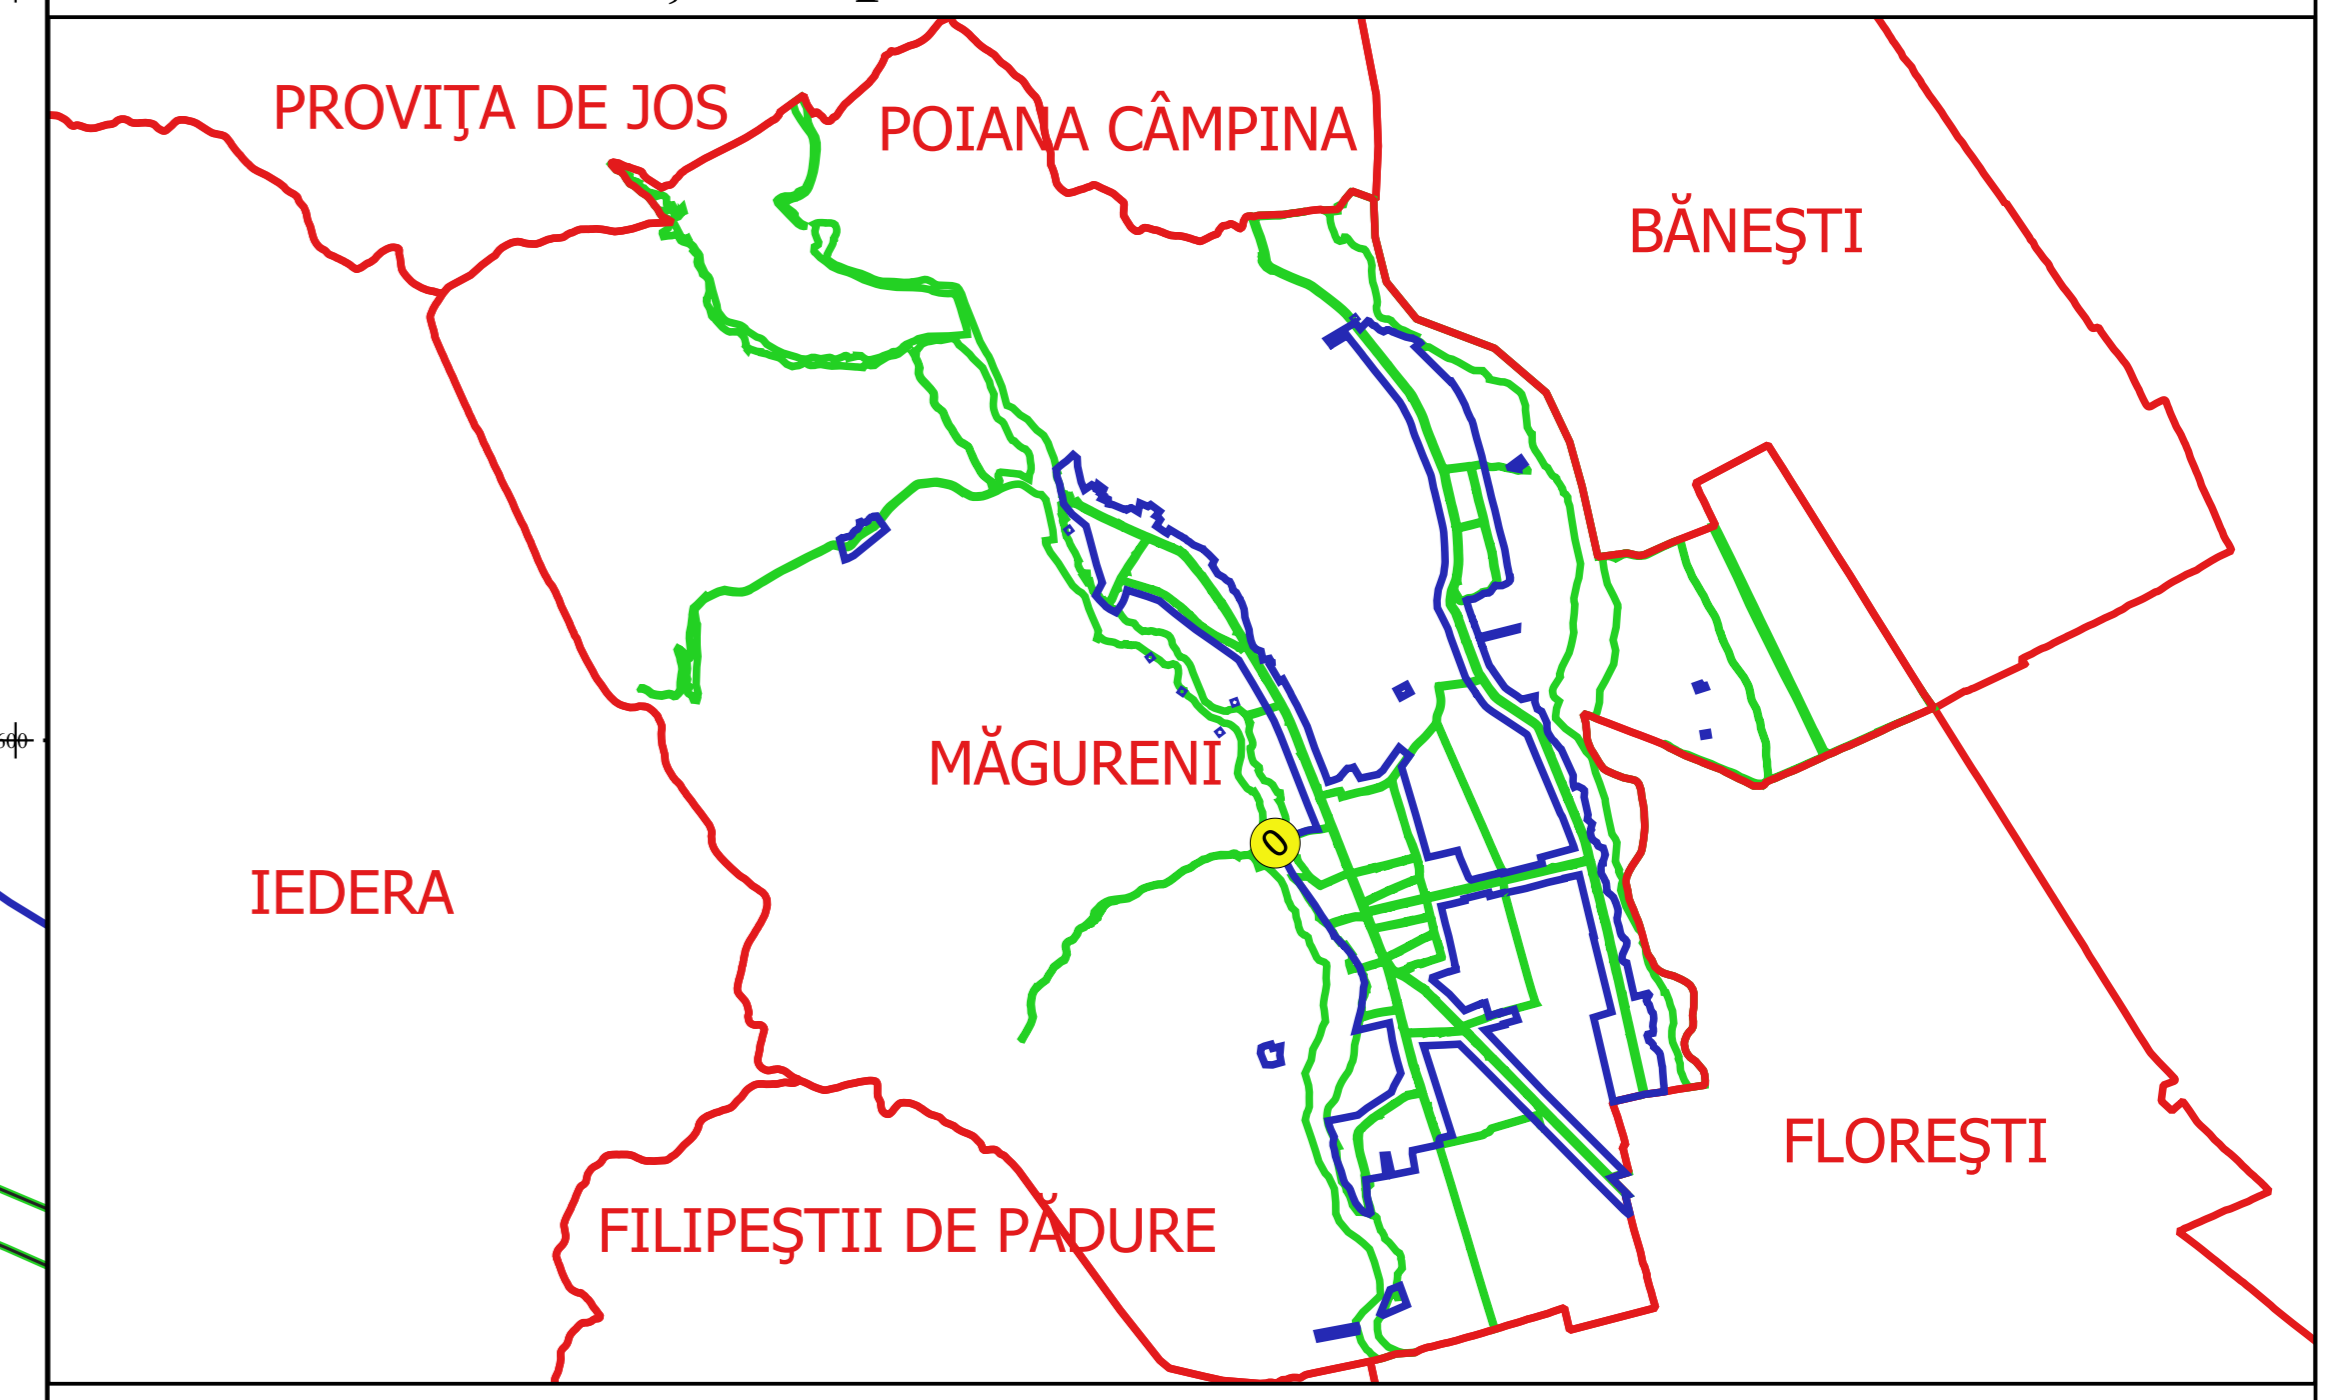 PROVIŢA DE JOS
POIANA CÂMPINA
BĂNEŞTI
MĂGURENI
0
IEDERA
FLOREŞTI
FILIPEŞTII DE PĂDURE